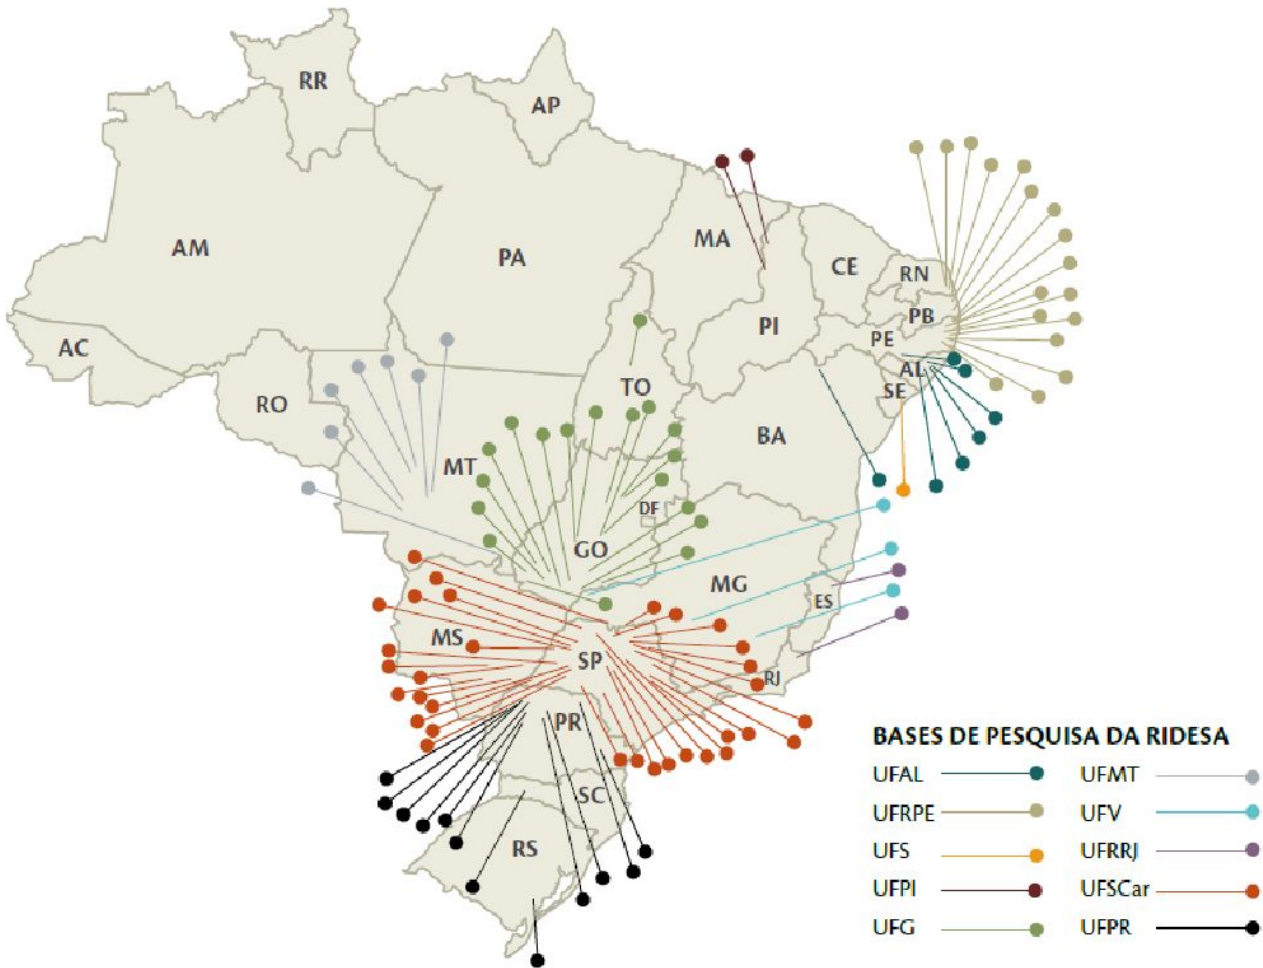 RR
AP
AM
PA
MA
CE
RN
PB
PI
PE
AC
AL
TO
SE
RO
BA
MT
DF
GO
MG
ES
MS
SP
RJ
PR
SC
RS
BASES DE PESQUISA DA RIDESA
UFAL UFMT
UFRPE UFV
UFS UFRRJ
UFPI UFSCar
UFG UFPR